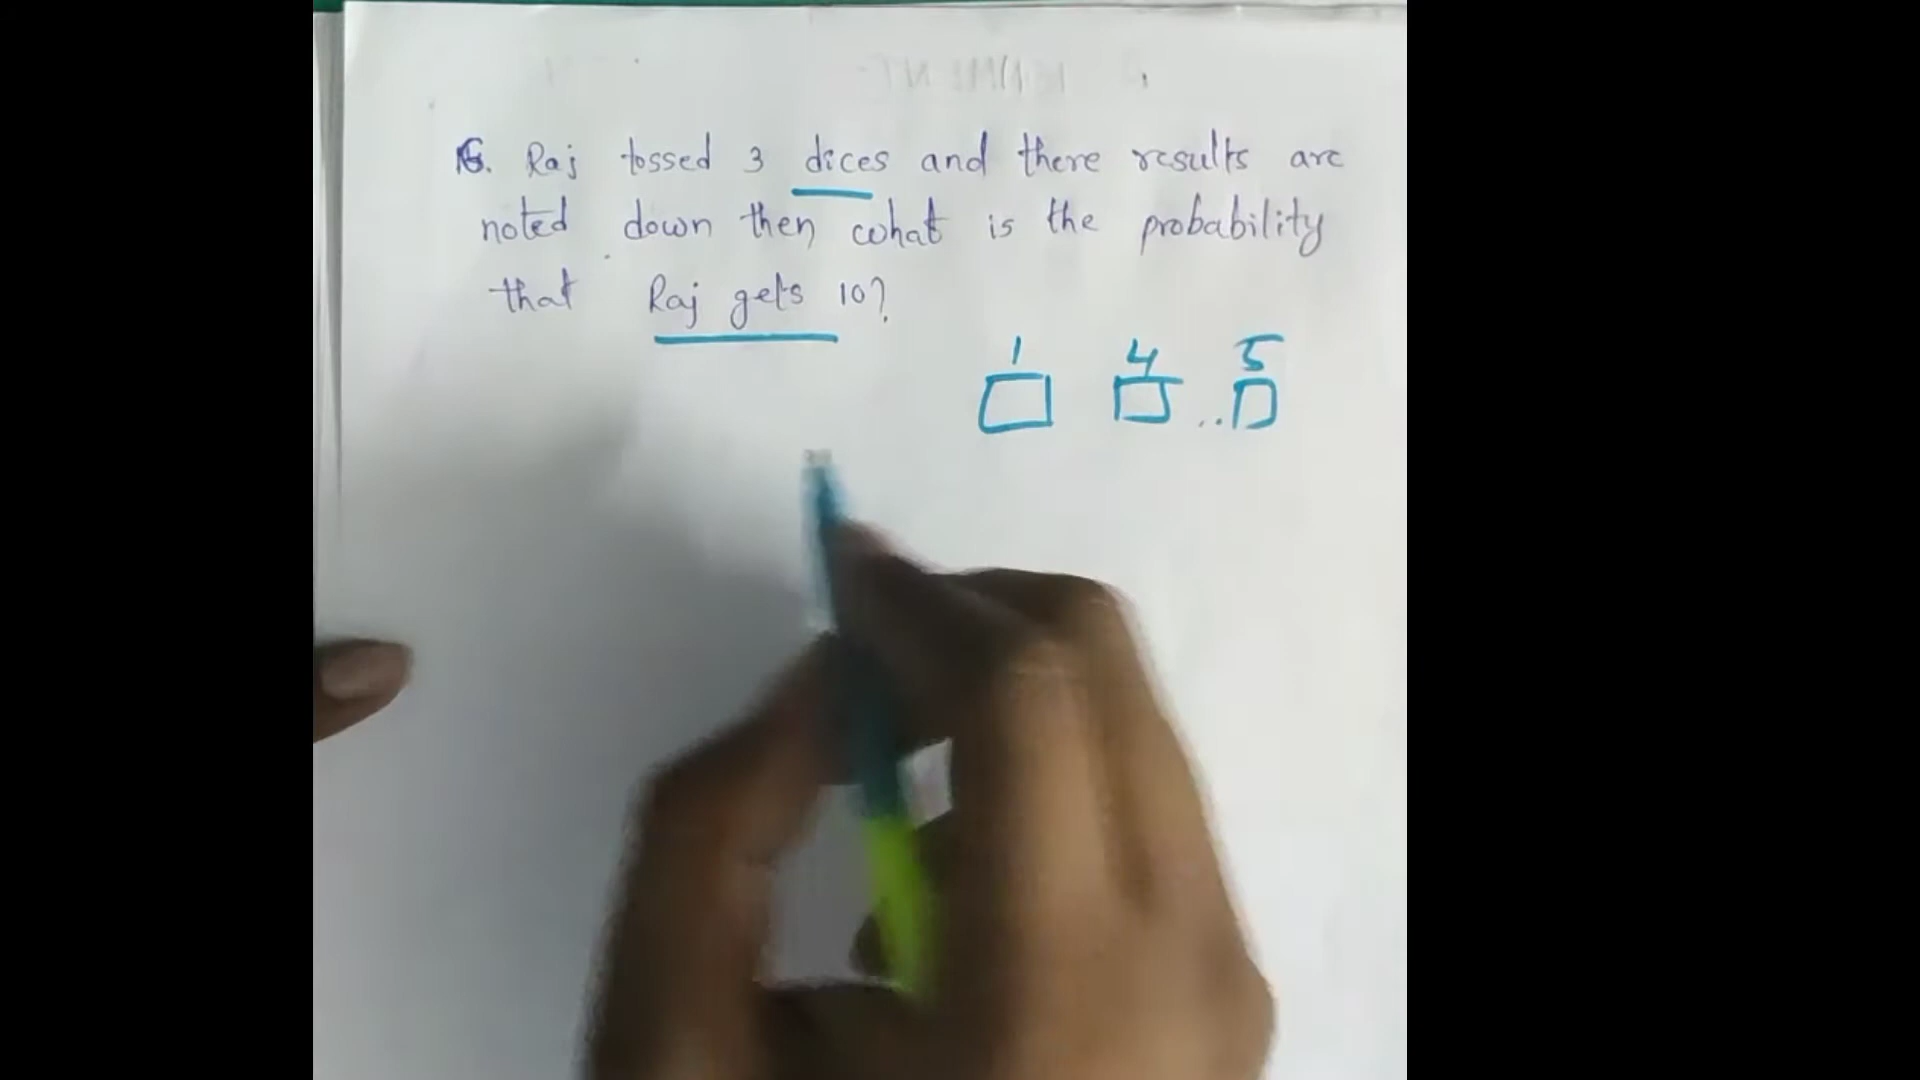 6. Raj tossed 3 dices and there results are
noted down then what is the probability
that Raj gets 10?
1 4 5